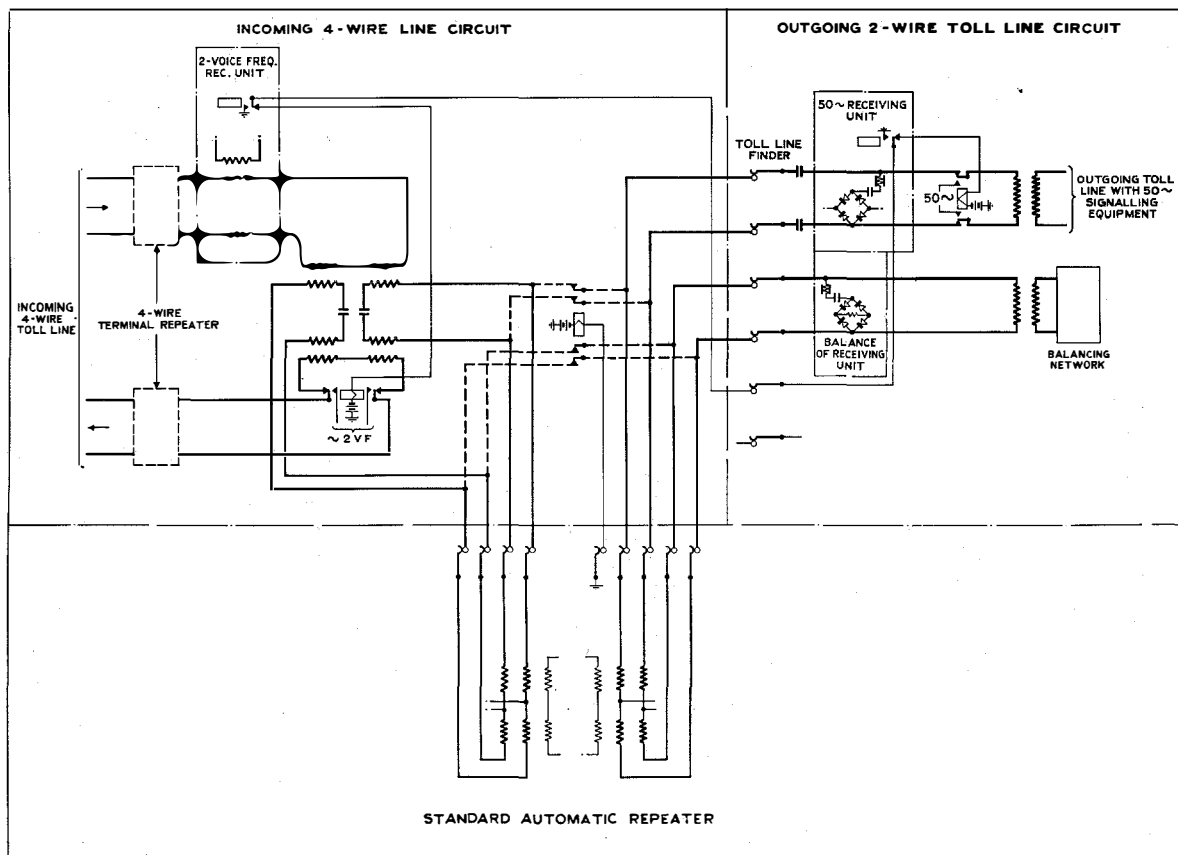 INCOMING 4-WIRE LINE CIRCUIT
OUTGOING 2-WIRE TOLL LINE CIRCUIT
2-VOICE FREQ.
REC. UNIT
50~ RECEIVING
UNIT
TOLL LINE
FINDER
50~
OUTGOING TOLL
LINE WITH 50~
SIGNALLING
EQUIPMENT
INCOMING
4-WIRE
TOLL LINE
4-WIRE
TERMINAL REPEATER
~ 2 V F
BALANCE
OF RECEIVING
UNIT
BALANCING
NETWORK
STANDARD AUTOMATIC REPEATER